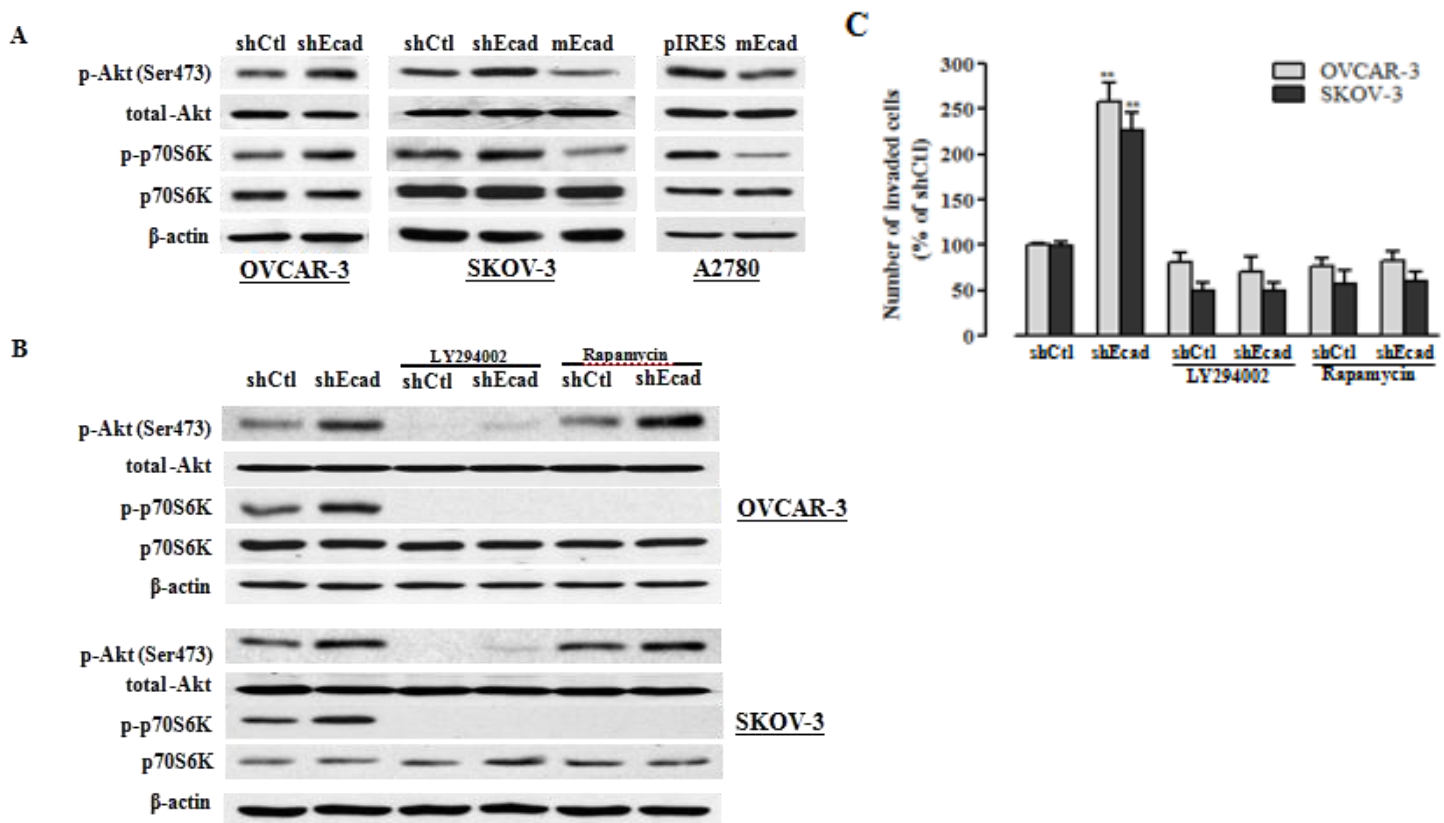 A
shCtl shEcad
shCtl shEcad mEcad
pIRES mEcad
p-Akt (Ser473)
total-Akt
p-p70S6K
p70S6K
β-actin
OVCAR-3
SKOV-3
A2780
B
LY294002
Rapamycin
shCtl shEcad shCtl shEcad shCtl shEcad
p-Akt (Ser473)
total-Akt
p-p70S6K
p70S6K
β-actin
OVCAR-3
p-Akt (Ser473)
total-Akt
p-p70S6K
p70S6K
β-actin
SKOV-3
C
Number of invaded cells
(% of shCtl)
300
250
200
150
100
50
0
OVCAR-3
SKOV-3
**
**
shCtl shEcad shCtl shEcad shCtl shEcad
LY294002 Rapamycin